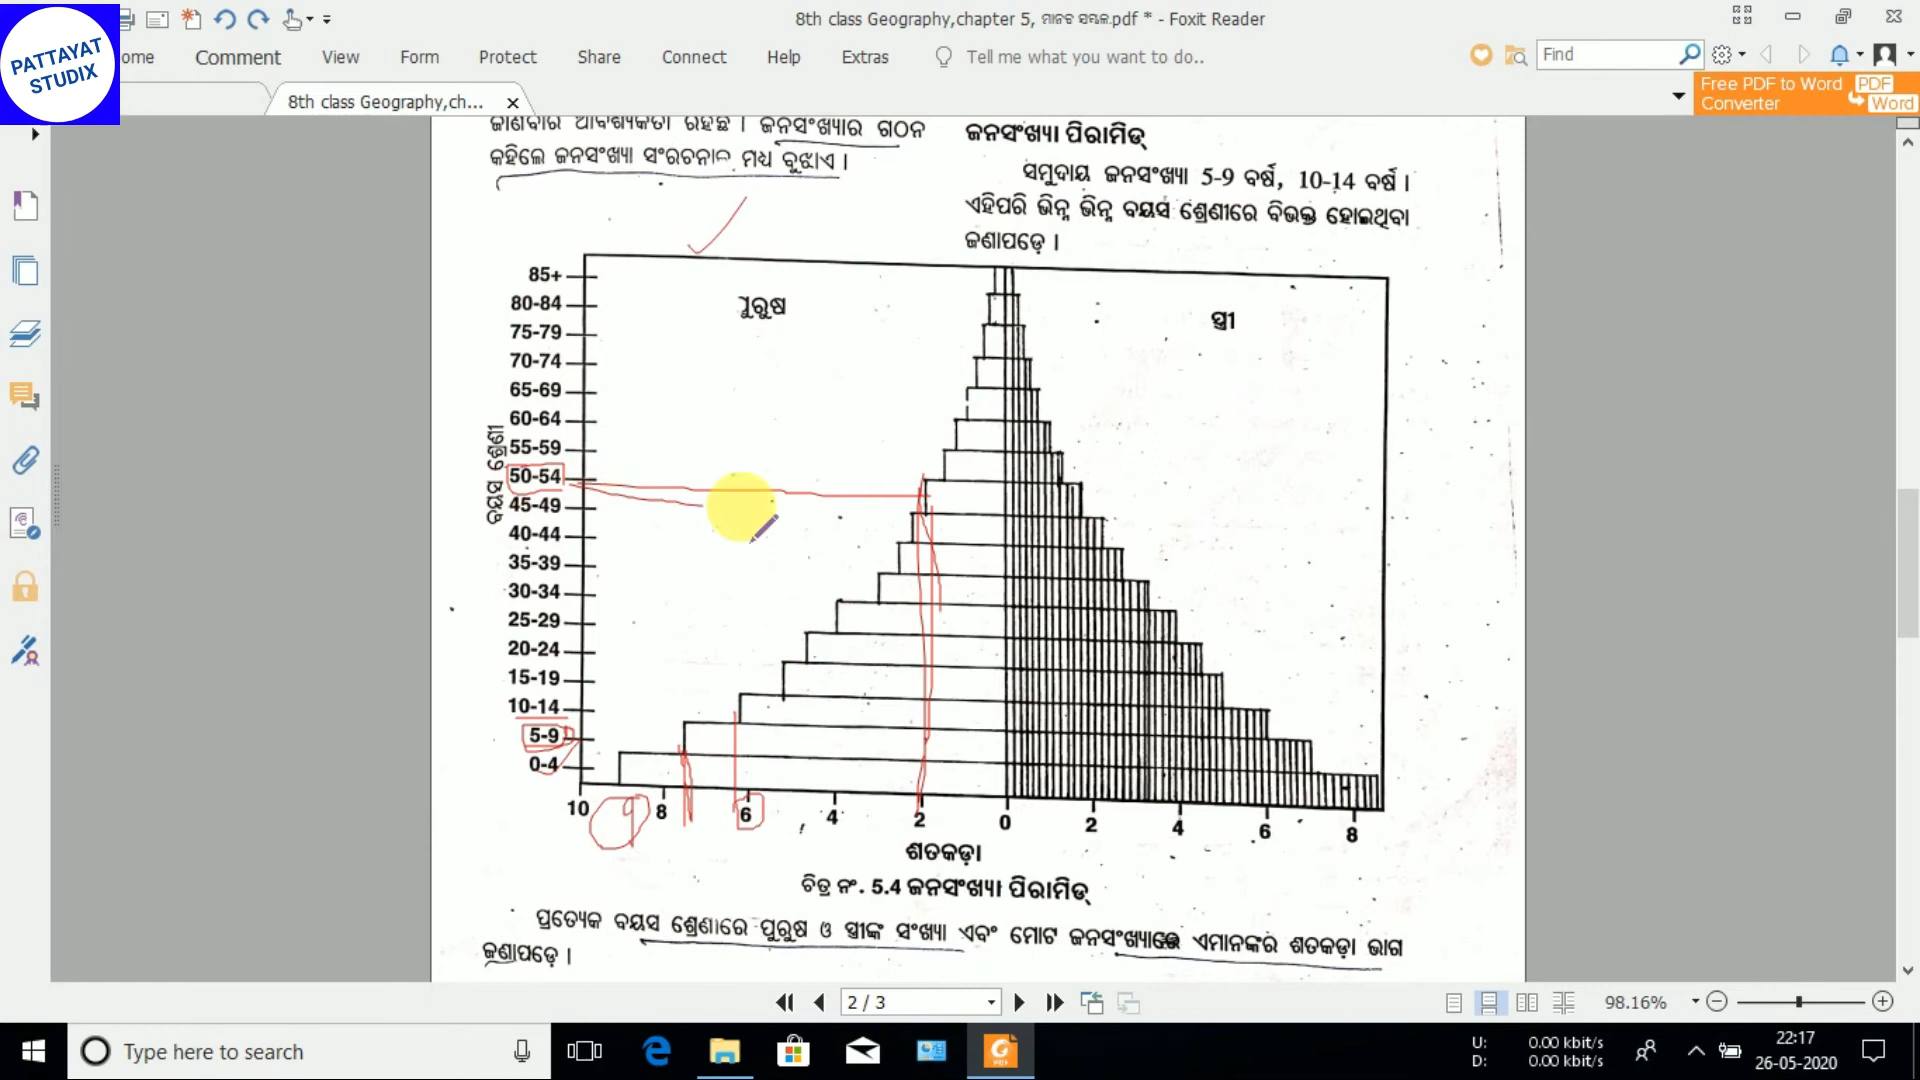 PATTAYAT
STUDIX
8th class Geography,chapter 5, ମାନବ ସମ୍ବଳ.pdf * - Foxit Reader
ome Comment View Form Protect Share Connect Help Extras Tell me what you want to do..
Find
Free PDF to Word
Converter
PDF
Word
8th class Geography,ch...
ଜାଣିବାର ଆବଶ୍ୟକତା ରହିଛି । ଜନସଂଖ୍ୟାର ଗଠନ
କହିଲେ ଜନସଂଖ୍ୟା ସଂରଚନାକୁ ମଧ୍ୟ ବୁଝାଏ ।
ଜନସଂଖ୍ୟା ପିରାମିଡ୍
ସମୁଦାୟ ଜନସଂଖ୍ୟା 5-9 ବର୍ଷ, 10-14 ବର୍ଷ ।
ଏହିପରି ଭିନ୍ନ ଭିନ୍ନ ବୟସ ଶ୍ରେଣୀରେ ବିଭକ୍ତ ହୋଇଥିବା
ଜଣାପଡ଼େ ।
ପୁରୁଷ
ସ୍ତ୍ରୀ
ବୟସ ଶ୍ରେଣୀ
85+
80-84
75-79
70-74
65-69
60-64
55-59
50-54
45-49
40-44
35-39
30-34
25-29
20-24
15-19
10-14
5-9
0-4
10 8 6 4 2 0 2 4 6 8
9
ଶତକଡ଼ା
ଚିତ୍ର ନଂ. 5.4 ଜନସଂଖ୍ୟା ପିରାମିଡ୍
ପ୍ରତ୍ୟେକ ବୟସ ଶ୍ରେଣୀରେ ପୁରୁଷ ଓ ସ୍ତ୍ରୀଙ୍କ ସଂଖ୍ୟା ଏବଂ ମୋଟ ଜନସଂଖ୍ୟାରେ ଏମାନଙ୍କର ଶତକଡ଼ା ଭାଗ
ଜଣାପଡ଼େ ।
2 / 3
98.16%
Type here to search
U: 0.00 kbit/s
D: 0.00 kbit/s
22:17
26-05-2020